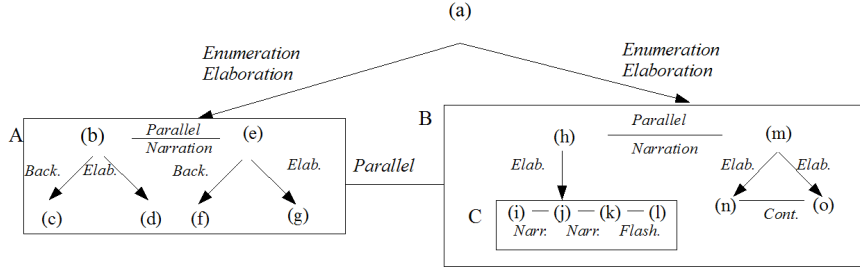 (a)
Enumeration
Elaboration
Enumeration
Elaboration
A
(b)
Parallel
Narration
(e)
Back.
Elab.
Back.
Elab.
(c)
(d)
(f)
(g)
Parallel
B
(h)
Parallel
Narration
(m)
Elab.
Elab.
Elab.
C
(i) — (j) — (k) — (l)
Narr. Narr. Flash.
(n)
(o)
Cont.